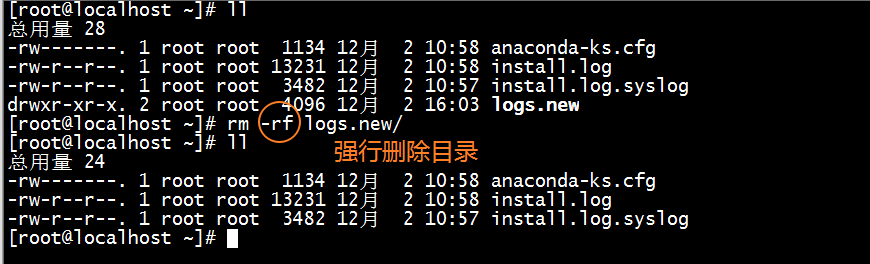 [root@localhost ~]# ll
总用量 28
-rw-------. 1 root root  1134 12月  2 10:58 anaconda-ks.cfg
-rw-r--r--. 1 root root 13231 12月  2 10:58 install.log
-rw-r--r--. 1 root root  3482 12月  2 10:57 install.log.syslog
drwxr-xr-x. 2 root root  4096 12月  2 16:03 logs.new
[root@localhost ~]# rm -rf logs.new/
[root@localhost ~]# ll
强行删除目录
总用量 24
-rw-------. 1 root root  1134 12月  2 10:58 anaconda-ks.cfg
-rw-r--r--. 1 root root 13231 12月  2 10:58 install.log
-rw-r--r--. 1 root root  3482 12月  2 10:57 install.log.syslog
[root@localhost ~]#